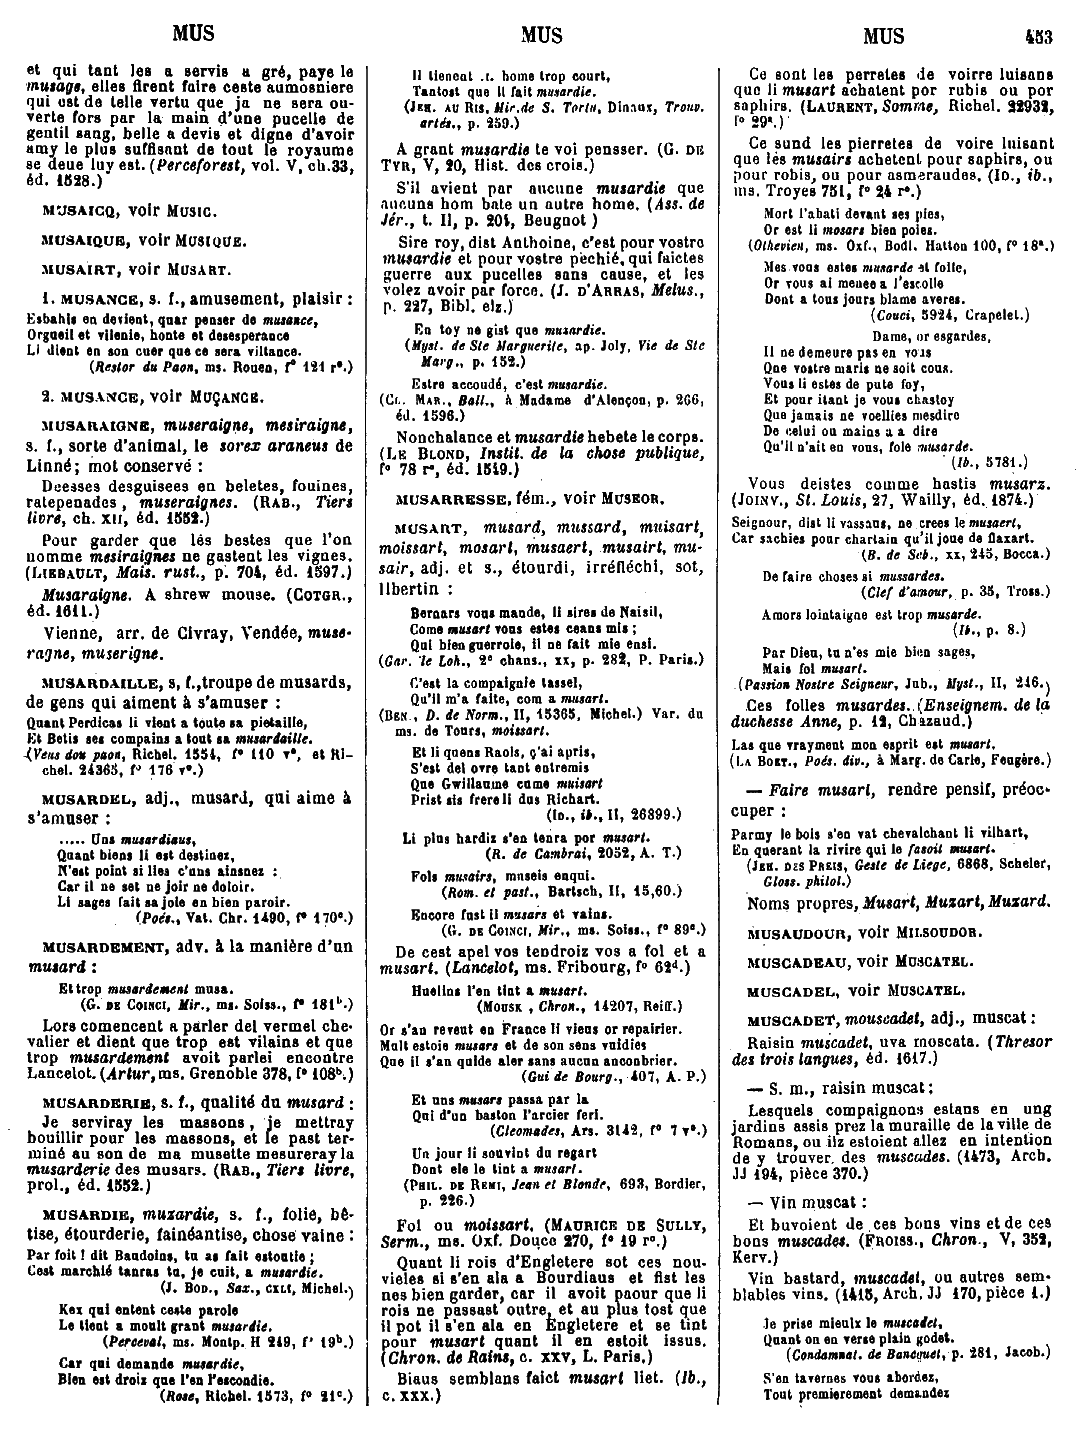 MUS
MUS
MUS
453
et qui tant les a servis a gré, paye le
musage, elles firent faire ceste aumosniere
qui est de telle vertu que ja ne sera ou-
verte fors par la main d'une pucelle de
gentil sang, belle a devis et digne d'avoir
amy le plus suffisant de tout le royaume
se deue luy est. (Perceforest, vol. V, ch.33,
éd. 1528.)
MUSAICQ, voir MUSIC.
MUSAIQUE, voir MUSIQUE.
MUSAIRT, voir MUSART.
1. MUSANCE, s. f., amusement, plaisir :
Esbahis en devient, quar penser de musance,
Orgueil et vilenie, honte et desesperance
Li dient en son cuer que ce sera viltance.
(Restor du Paon, ms. Rouen, f° 121 r°.)
2. MUSANCE, voir MUÇANCE.
MUSARAIGNE, museraigne, mesiraigne,
s. f., sorte d'animal, le sorex araneus de
Linné; mot conservé :
Deesses desguisees en beletes, fouines,
ratepenades, museraignes. (RAB., Tiers
livre, ch. XII, éd. 1552.)
Pour garder que lés bestes que l'on
nomme mesiraignes ne gastent les vignes.
(LIEBAULT, Mais. rust., p. 704, éd. 1597.)
Musaraigne. A shrew mouse. (COTGR.,
éd. 1611.)
Vienne, arr. de Civray, Vendée, muse-
ragne, muserigne.
MUSARDAILLE, s, f.,troupe de musards,
de gens qui aiment à s'amuser :
Quant Perdicas li vient a toute sa pietaille,
Et Betis ses compains a tout sa musardaille.
(Veus dou paon, Richel. 1554, f° 110 v°, et Ri-
chel. 24365, f° 176 v°.)
MUSARDEL, adj., musard, qui aime à
s'amuser :
..... Uns musardiaus,
Quant biens li est destinez,
N'est point si lies c'uns ainsnez :
Car il ne set ne joir ne doloir.
Li sages fait sa joie en bien paroir.
(Poés., Vat. Chr. 1490, f° 170°.)
MUSARDEMENT, adv. à la manière d'un
musard :
Et trop musardement musa.
(G. DE COINCI, Mir., ms. Soiss., f° 181ᵇ.)
Lors comencent a parler del vermel che-
valier et dient que trop est vilains et que
trop musardement avoit parlei encontre
Lancelot. (Artur, ms. Grenoble 378, f° 108ᵇ.)
MUSARDERIE, s. f., qualité du musard :
Je serviray les massons, je mettray
bouillir pour les massons, et le past ter-
miné au son de ma musette mesureray la
musarderie des musars. (RAB., Tiers livre,
prol., éd. 1552.)
MUSARDIE, muzardie, s. f., folie, bê-
tise, étourderie, fainéantise, chose vaine :
Par foit ! dit Baudoins, tu as fait estoutie ;
Cest marchié tanras tu, je cuit, a musardie.
(J. BOD., Sax., CXLI, Michel.)
Kex qui entent ceste parole
Le tient a moult grant musardie.
(Perceval, ms. Montp. H 249, f° 19ᵇ.)
Car qui demande musardie,
Bien est droiz que l'en l'escondie.
(Rose, Richel. 1573, f° 21ᶜ.)
Il tienent .i. home trop court,
Tantost que il fait musardie.
(JEH. AU RIS, Mir. de S. Tortu, Dinaux, Trouv.
artés., p. 259.)
A grant musardie te voi pensser. (G. DE
TYR, V, 20, Hist. des crois.)
S'il avient par aucune musardie que
aucuns hom bate un autre home. (Ass. de
Jér., t. II, p. 204, Beugnot )
Sire roy, dist Anthoine, c'est pour vostre
musardie et pour vostre pechié, qui faictes
guerre aux pucelles sans cause, et les
volez avoir par force. (J. D'ARRAS, Melus.,
p. 227, Bibl. elz.)
En toy ne gist que muzardie.
(Myst. de Ste Marguerite, ap. Joly, Vie de Ste
Marg., p. 152.)
Estre accoudé, c'est musardie.
(CL. MAR., Ball., à Madame d'Alençon, p. 266,
éd. 1596.)
Nonchalance et musardie hebete le corps.
(LE BLOND, Instit. de la chose publique,
f° 78 r°, éd. 1549.)
MUSARRESSE, fém., voir MUSEOR.
MUSART, musard, mussard, muisart,
moissart, mosart, musaert, musairt, mu-
sair, adj. et s., étourdi, irréfléchi, sot,
libertin :
Bernars vous mande, li sires de Naisil,
Come musart vous estes ceans mis ;
Qui bien guerroie, il ne fait mie ensi.
(Gar. le Loh., 2ᵉ chans., XX, p. 282, P. Paris.)
C'est la compaignie tassel,
Qu'il m'a faite, com a musart.
(BEN., D. de Norm., II, 15365, Michel.) Var. du
ms. de Tours, moissart.
Et li quens Raols, ç'ai apris,
S'est del ovre tant entremis
Que Gwillaume cume muisart
Prist sis frere li dus Richart.
(ID., ib., II, 26899.)
Li plus hardiz s'en tenra por musart.
(R. de Cambrai, 2052, A. T.)
Fols musairs, museis enqui.
(Rom. et past., Bartsch, II, 15,60.)
Encore fust il musars et vains.
(G. DE COINCI, Mir., ms. Soiss., f° 89ᵃ.)
De cest apel vos tendroiz vos a fol et a
musart. (Lancelot, ms. Fribourg, f° 62ᵈ.)
Huelins l'en tint a musart.
(MOUSK , Chron., 14207, Reiff.)
Or s'an revent en France li viens or repairier.
Mult estoie musars et de son sens vuidies
Que il s'an quide aler sans aucun anconbrier.
(Gui de Bourg., 407, A. P.)
Et uns musars passa par la
Qui d'un baston l'arcier feri.
(Cleomades, Ars. 3142, f° 7 v°.)
Un jour li souvint du regart
Dont ele le tint a musart.
(PHIL. DE REMI, Jean et Blonde, 693, Bordier,
p. 226.)
Fol ou moissart. (MAURICE DE SULLY,
Serm., ms. Oxf. Douce 270, f° 19 r°.)
Quant li rois d'Engletere sot ces nou-
vieles si s'en ala a Bourdiaus et fist les
nes bien garder, car il avoit paour que li
rois ne passast outre, et au plus tost que
il pot il s'en ala en Engletere et se tint
pour musart quant il en estoit issus.
(Chron. de Rains, c. XXV, L. Paris.)
Biaus semblans faict musart liet. (Ib.,
c. XXX.)
Ce sont les perretes de voirre luisans
que li musart achatent por rubis ou por
saphirs. (LAURENT, Somme, Richel. 22932,
f° 29ᵃ.)
Ce sund les pierretes de voire luisant
que lés musairs achetent pour saphirs, ou
pour robis, ou pour asmeraudes. (ID., ib.,
ms. Troyes 751, f° 24 r°.)
Mort l'abati devant ses pies,
Or est li mosars bien poies.
(Othevien, ms. Oxf., Bodl. Hatton 100, f° 18ᵃ.)
Mes vous estes musarde et folle,
Or vous ai menee a l'escolle
Dont a tous jours blame averes.
(Couci, 5924, Crapelet.)
Dame, or esgardes,
Il ne demeure pas en vous
Que vostre maris ne soit cous.
Vous li estes de pute foy,
Et pour itant je vous chastoy
Que jamais ne voellies mesdire
De celui ou mains a a dire
Qu'il n'ait en vous, fole musarde.
(Ib., 5781.)
Vous deistes comme hastis musarz.
(JOINV., St. Louis, 27, Wailly, éd. 1874.)
Seignour, dist li vassaus, ne crees le musaert,
Car sachies pour chartain qu'il joue de flaxart.
(B. de Seb., XX, 245, Bocca.)
De faire choses si mussardes.
(Clef d'amour, p. 35, Tross.)
Amors lointaigne est trop musarde.
(Ib., p. 8.)
Par Dieu, tu n'es mie bien sages,
Mais fol musart.
(Passion Nostre Seigneur, Jub., Myst., II, 246.)
Ces folles musardes. (Enseignem. de la
duchesse Anne, p. 12, Chazaud.)
Las que vrayment mon esprit est musart.
(LA BOET., Poés. div., à Marg. de Carle, Feugère.)
— Faire musart, rendre pensif, préoc-
cuper :
Parmy le bois s'en vat chevalchant li vilhart,
En querant la rivire qui le fasoit musart.
(JEH. DES PREIS, Geste de Liege, 6868, Scheler,
Gloss. philol.)
Noms propres, Musart, Muzart, Muzard.
MUSAUDOUR, voir MILSOUDOR.
MUSCADEAU, voir MUSCATEL.
MUSCADEL, voir MUSCATEL.
MUSCADET, mouscadet, adj., muscat :
Raisin muscadet, uva moscata. (Thresor
des trois langues, éd. 1617.)
— S. m., raisin muscat :
Lesquels compaignons estans en ung
jardins assis prez la muraille de la ville de
Romans, ou ilz estoient allez en intention
de y trouver des muscades. (1473, Arch.
JJ 194, pièce 370.)
— Vin muscat :
Et buvoient de ces bons vins et de ces
bons muscades. (FROISS., Chron., V, 352,
Kerv.)
Vin bastard, muscadet, ou autres sem-
blables vins. (1415, Arch. JJ 170, pièce 1.)
Je prise mieulx le muscadet,
Quant on en verse plain godet.
(Condamnat. de Bancquet, p. 281, Jacob.)
S'en tavernes vous abordez,
Tout premierement demandez